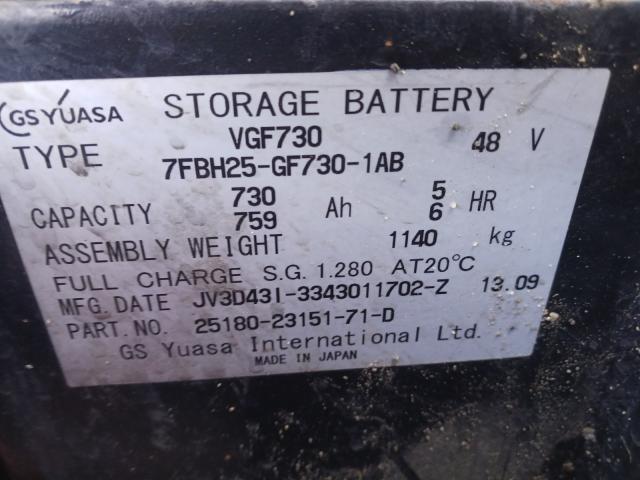 GS YUASA STORAGE BATTERY
TYPE VGF730 48 V
7FBH25-GF730-1AB
CAPACITY 730 Ah 5 HR
759 6
ASSEMBLY WEIGHT 1140 kg
FULL CHARGE S.G. 1.280 AT20°C
MFG. DATE JV3D43I-3343011702-Z 13.09
PART. NO. 25180-23151-71-D
GS Yuasa International Ltd.
MADE IN JAPAN